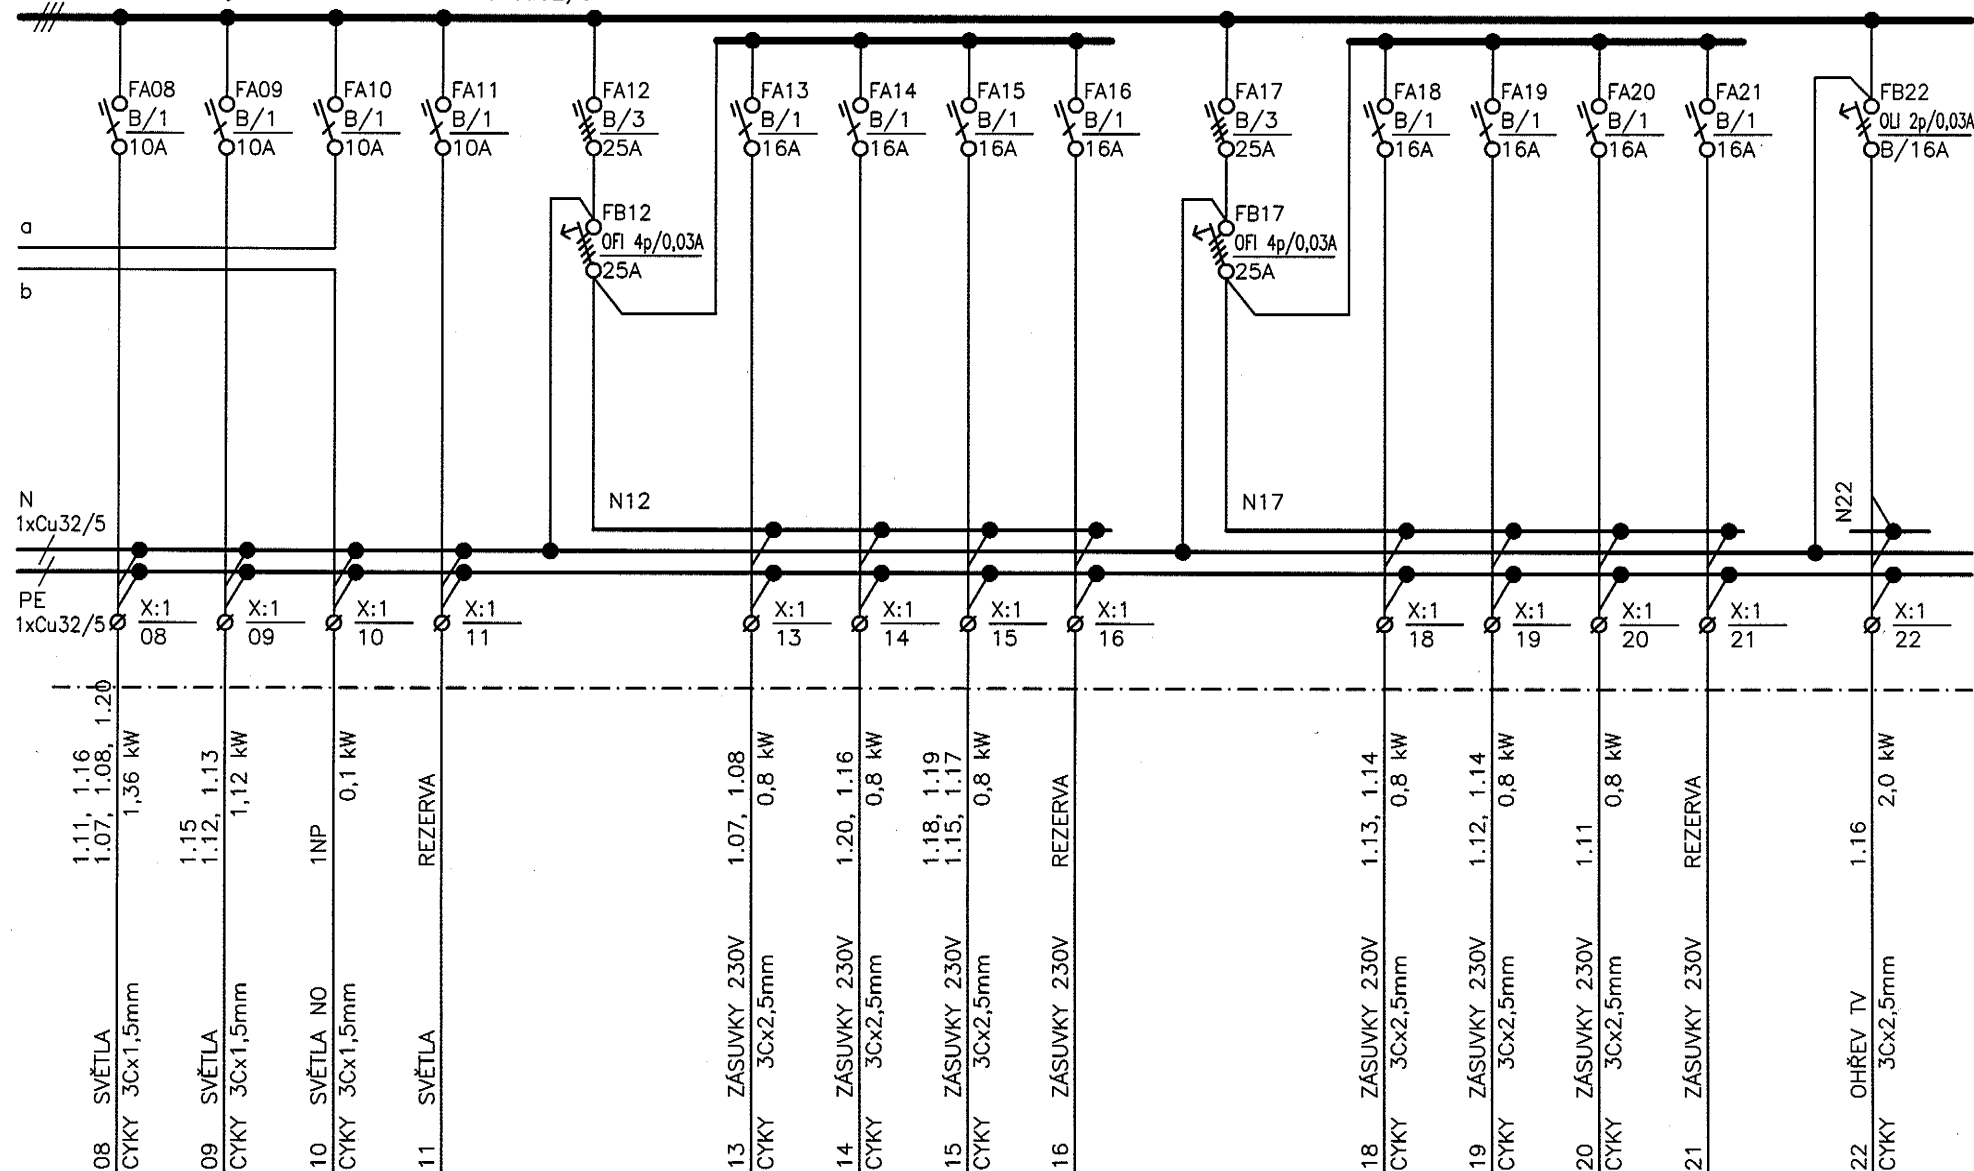 FA08
B/1
10A
FA09
B/1
10A
FA10
B/1
10A
FA11
B/1
10A
FA12
B/3
25A
FA13
B/1
16A
FA14
B/1
16A
FA15
B/1
16A
FA16
B/1
16A
FA17
B/3
25A
FA18
B/1
16A
FA19
B/1
16A
FA20
B/1
16A
FA21
B/1
16A
FB22
OLI 2p/0,03A
B/16A
a
b
FB12
OFI 4p/0,03A
25A
FB17
OFI 4p/0,03A
25A
N
1xCu32/5
N12
N17
N22
PE
1xCu32/5
X:1
08
X:1
09
X:1
10
X:1
11
X:1
13
X:1
14
X:1
15
X:1
16
X:1
18
X:1
19
X:1
20
X:1
21
X:1
22
1.11, 1.16
08 SVĚTLA 1.07, 1.08, 1.20
CYKY 3Cx1,5mm 1,36 kW
1.15
09 SVĚTLA 1.12, 1.13
CYKY 3Cx1,5mm 1,12 kW
10 SVĚTLA NO 1NP
CYKY 3Cx1,5mm 0,1 kW
11 SVĚTLA REZERVA
13 ZÁSUVKY 230V 1.07, 1.08
CYKY 3Cx2,5mm 0,8 kW
14 ZÁSUVKY 230V 1.20, 1.16
CYKY 3Cx2,5mm 0,8 kW
1.18, 1.19
15 ZÁSUVKY 230V 1.15, 1.17
CYKY 3Cx2,5mm 0,8 kW
16 ZÁSUVKY 230V REZERVA
18 ZÁSUVKY 230V 1.13, 1.14
CYKY 3Cx2,5mm 0,8 kW
19 ZÁSUVKY 230V 1.12, 1.14
CYKY 3Cx2,5mm 0,8 kW
20 ZÁSUVKY 230V 1.11
CYKY 3Cx2,5mm 0,8 kW
21 ZÁSUVKY 230V REZERVA
22 OHŘEV TV 1.16
CYKY 3Cx2,5mm 2,0 kW